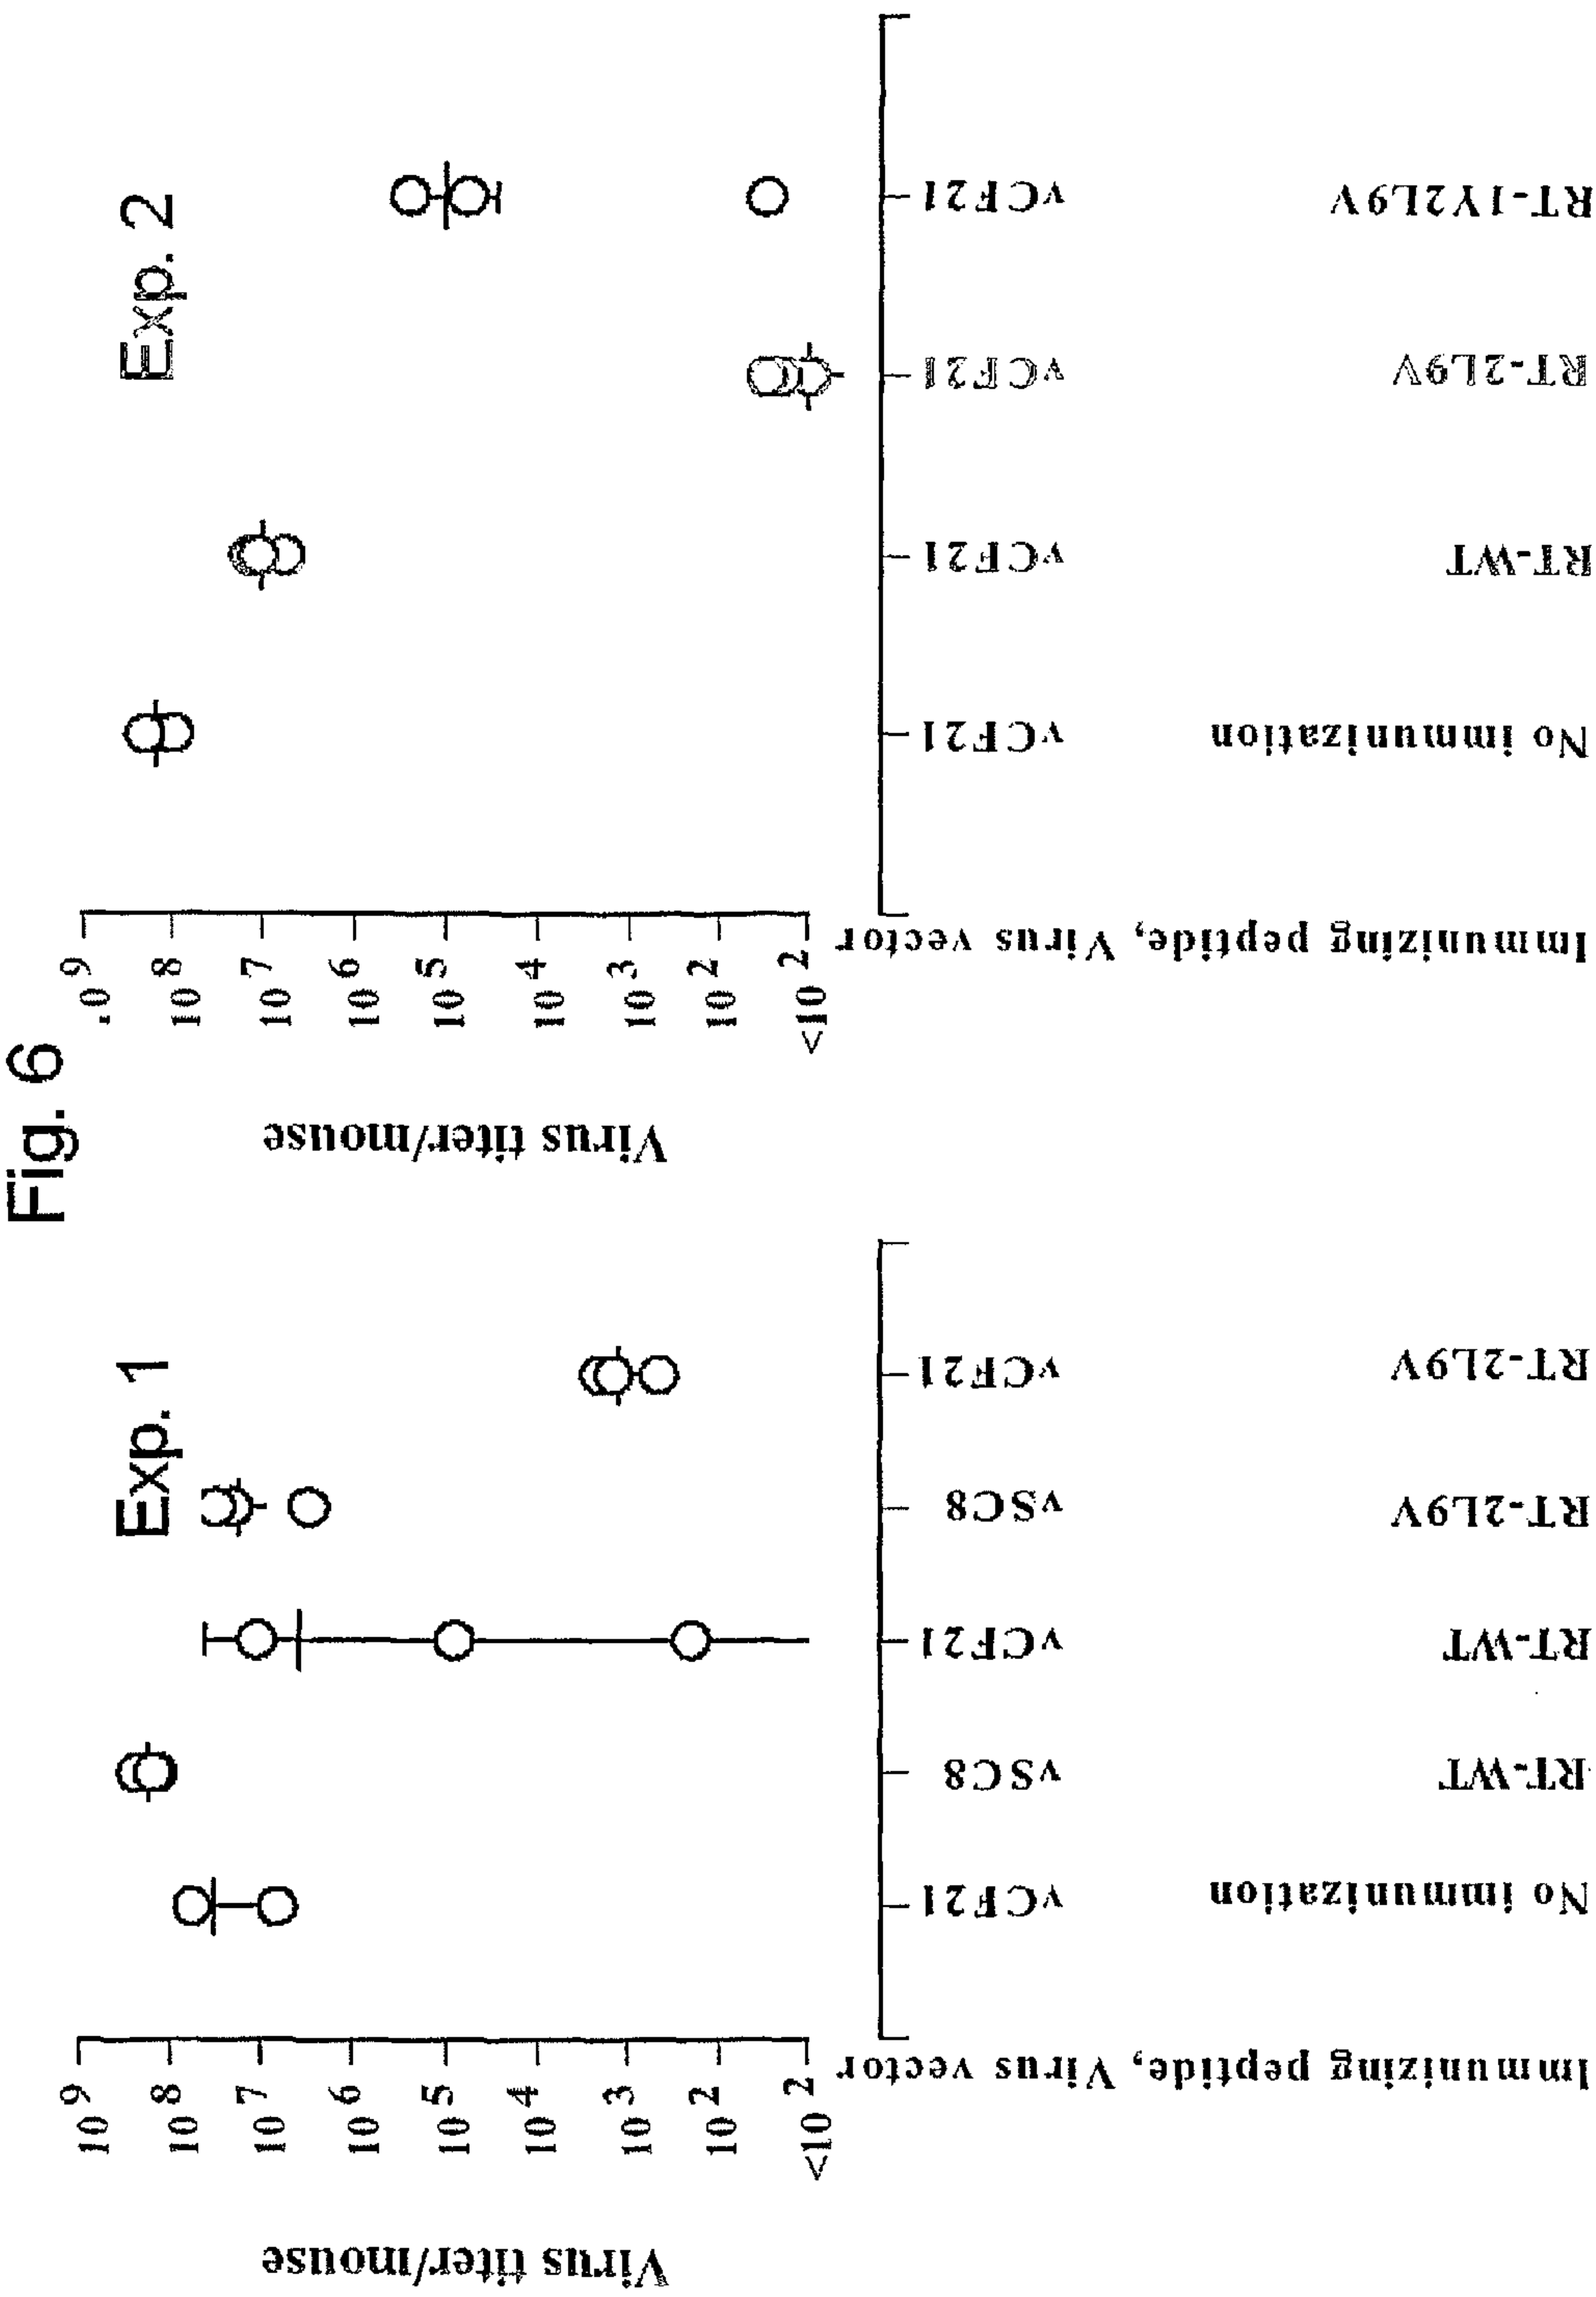 Fig. 6
Exp. 1
Virus titer/mouse
10 9
10 8
10 7
10 6
10 5
10 4
10 3
10 2
<10 2
Immunizing peptide, Virus vector
vCF21
vSC8
vCF21
vSC8
vCF21
No immunization
RT-WT
RT-WT
RT-2L9V
RT-2L9V
Exp. 2
Virus titer/mouse
.0 9
10 8
10 7
10 6
10 5
10 4
10 3
10 2
<10 2
Immunizing peptide, Virus vector
vCF21
vCF21
vCF21
vCF21
No immunization
RT-WT
RT-2L9V
RT-1Y2L9V